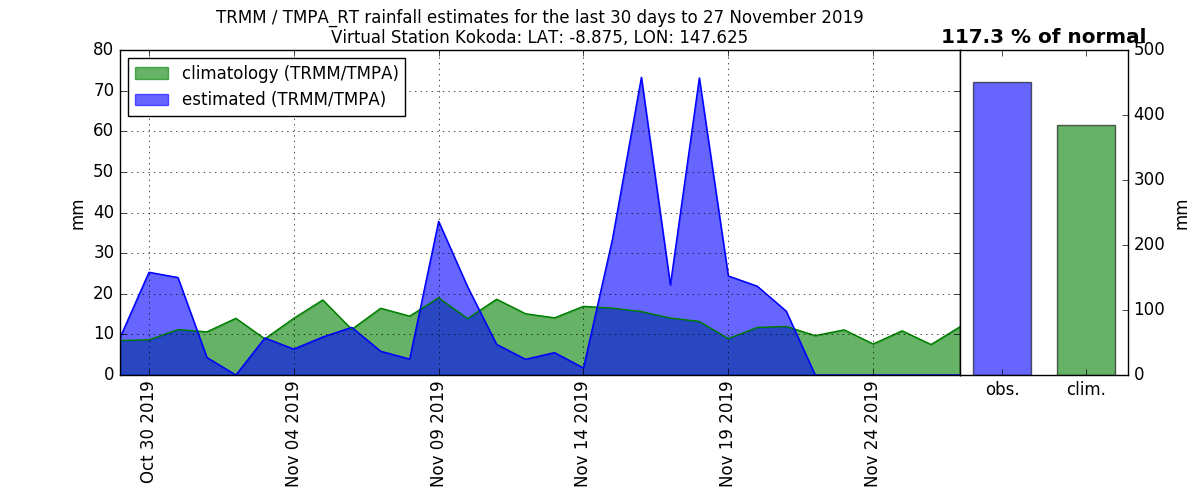 TRMM / TMPA_RT rainfall estimates for the last 30 days to 27 November 2019
Virtual Station Kokoda: LAT: -8.875, LON: 147.625
117.3 % of normal
climatology (TRMM/TMPA)
estimated (TRMM/TMPA)
80
70
60
50
40
30
20
10
0
mm
Oct 30 2019
Nov 04 2019
Nov 09 2019
Nov 14 2019
Nov 19 2019
Nov 24 2019
500
400
300
200
100
0
mm
obs.
clim.